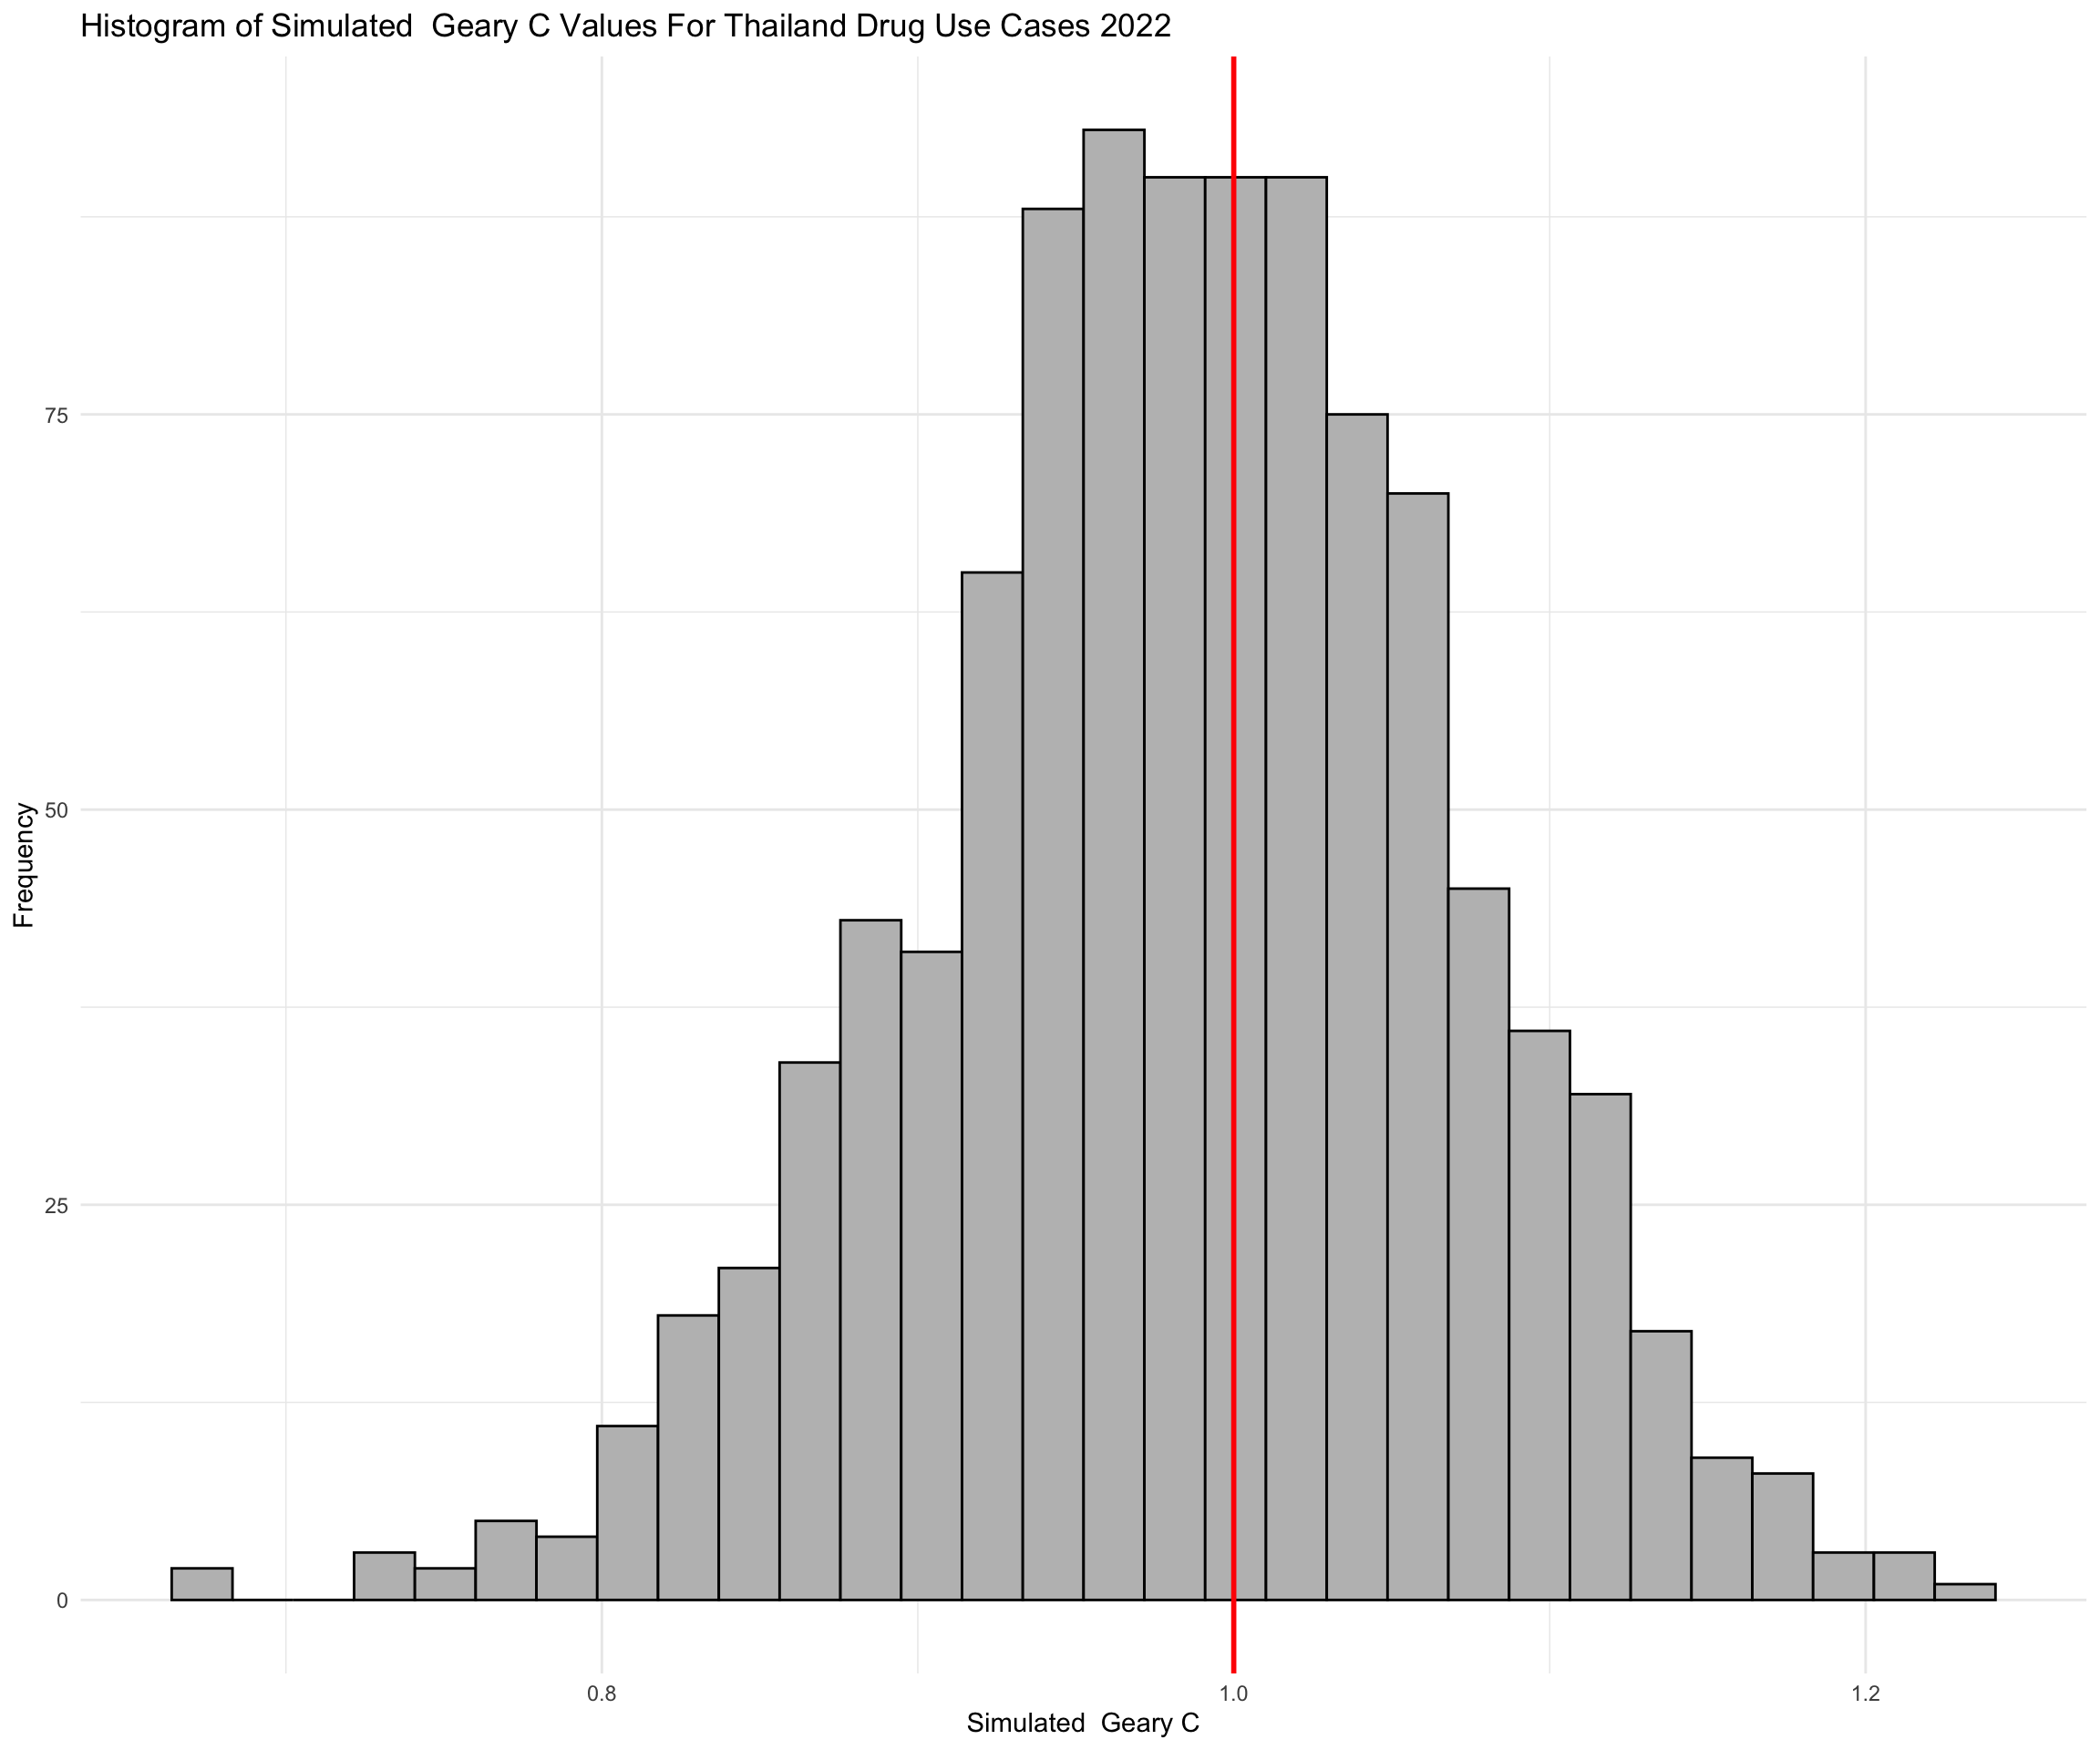 Histogram of Simulated  Geary C Values For Thailand Drug Use Cases 2022
Frequency
75
50
25
0
0.8
1.0
1.2
Simulated  Geary C